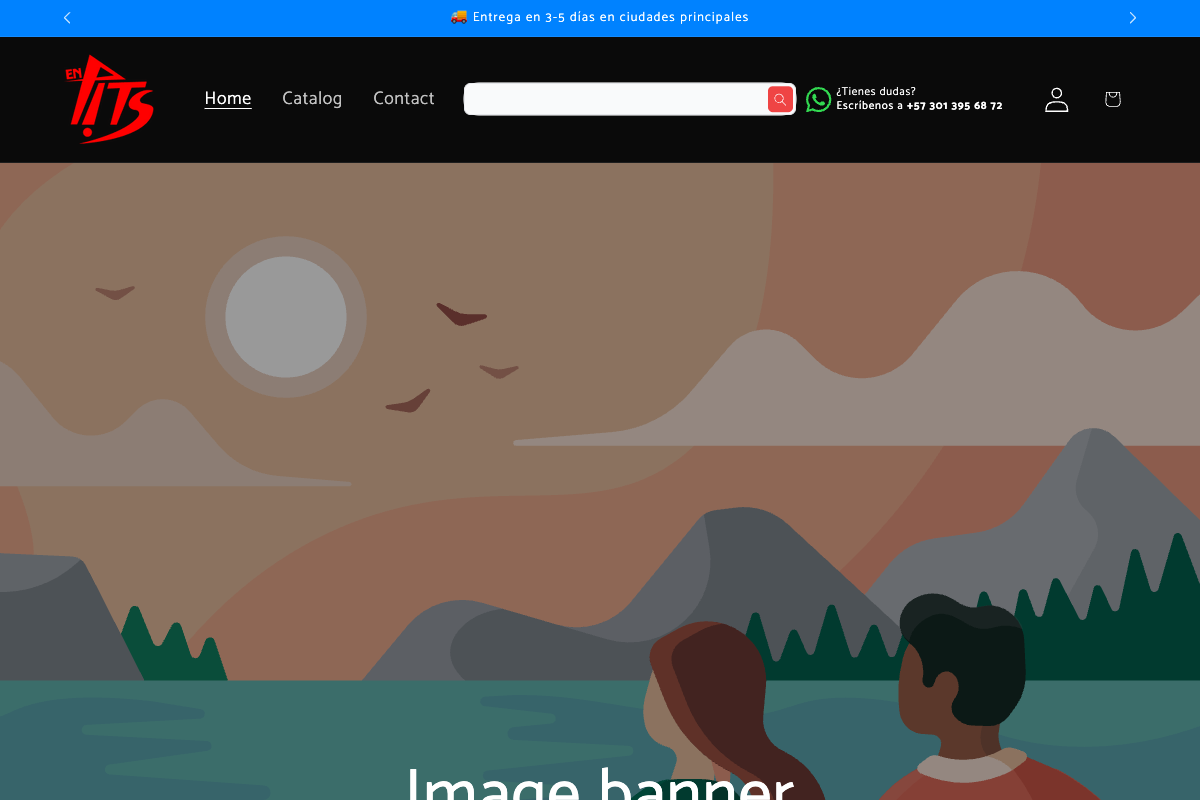 🚚 Entrega en 3-5 días en ciudades principales
EN PITS
Home Catalog Contact
¿Tienes dudas?
Escríbenos a +57 301 395 68 72
Image banner